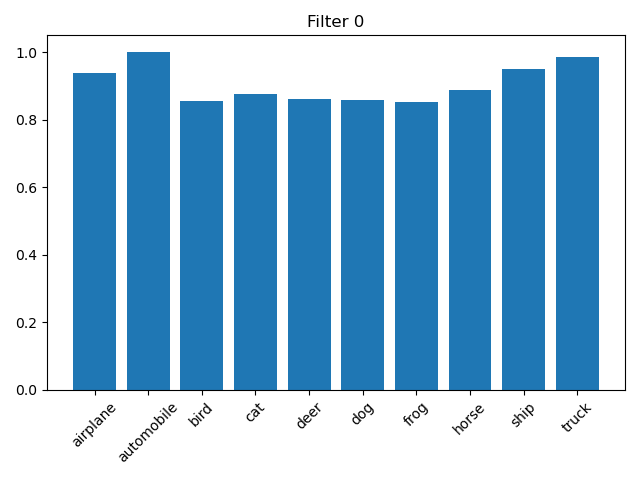 Filter 0
1.0
0.8
0.6
0.4
0.2
0.0
airplane
automobile
bird
cat
deer
dog
frog
horse
ship
truck